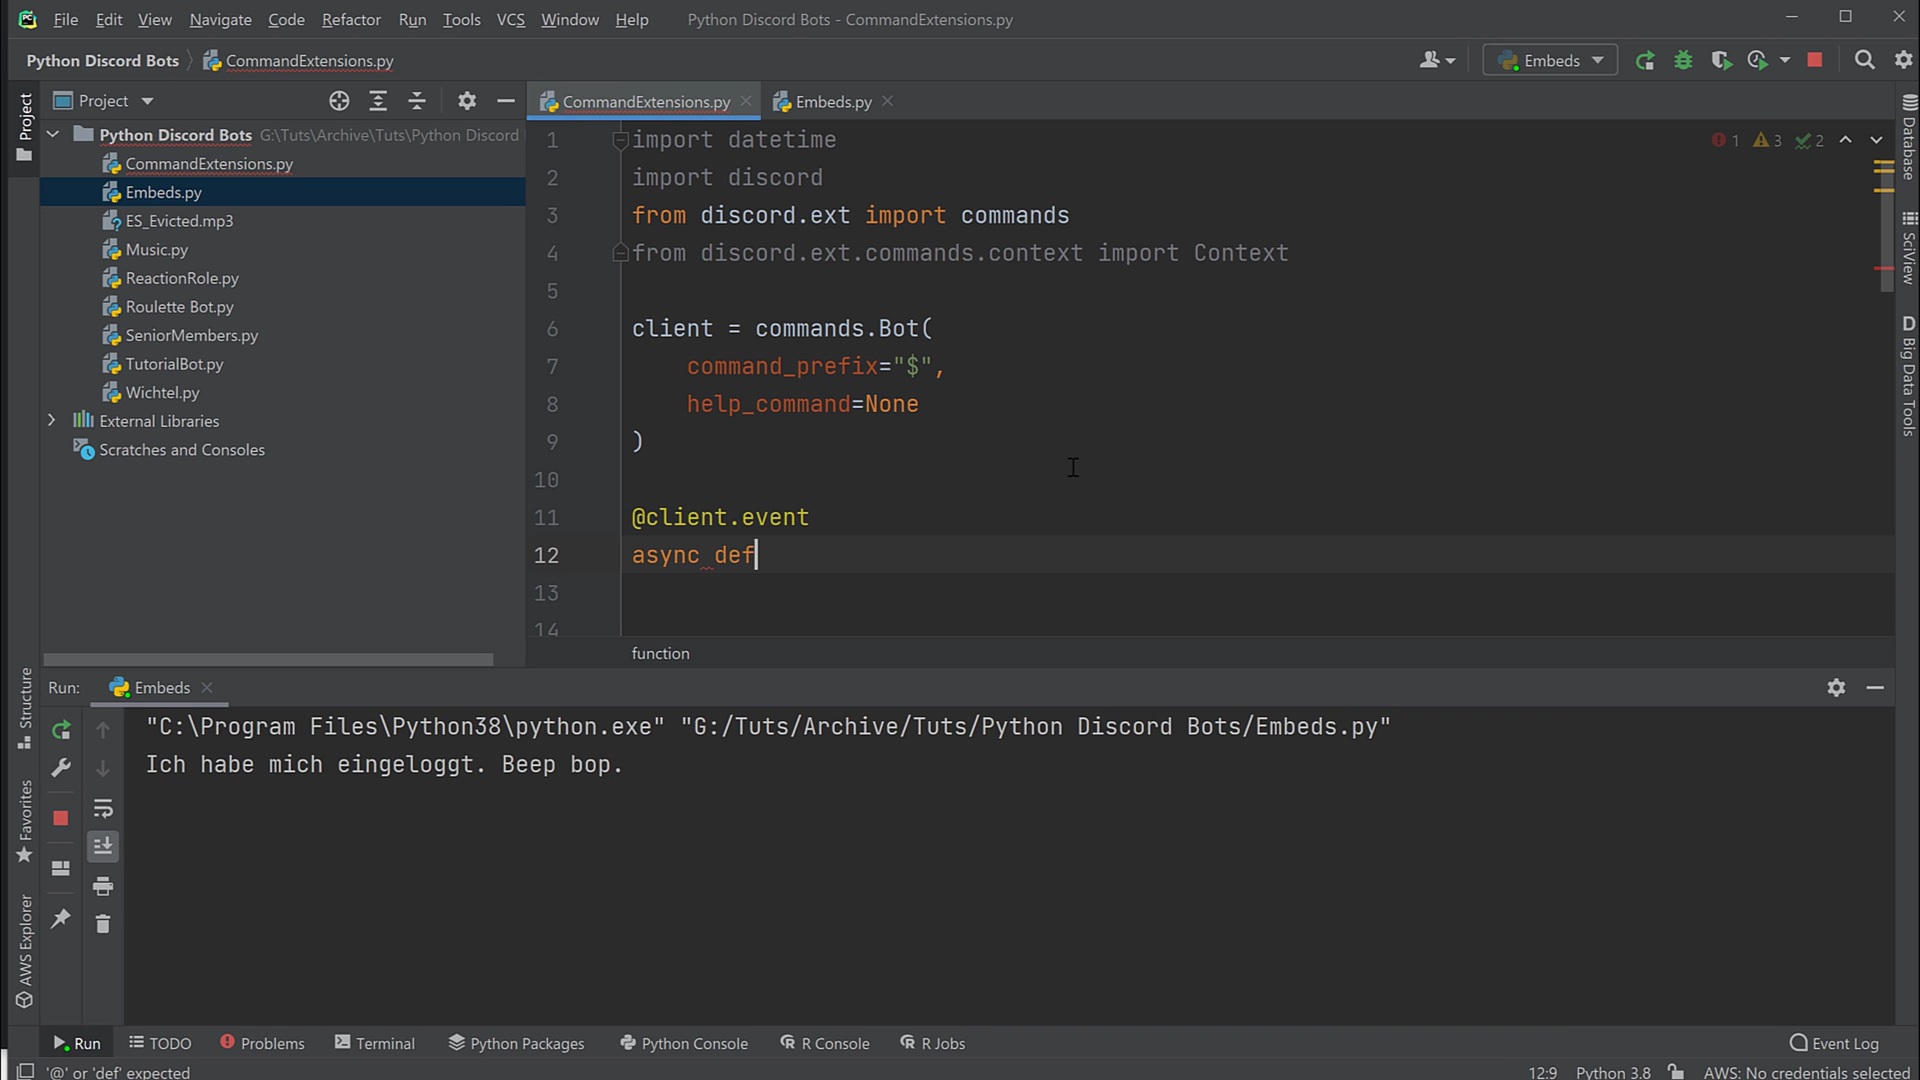 File Edit View Navigate Code Refactor Run Tools VCS Window Help Python Discord Bots - CommandExtensions.py
Python Discord Bots CommandExtensions.py Embeds
Project
Project
CommandExtensions.py Embeds.py
Python Discord Bots G:\Tuts\Archive\Tuts\Python Discord
CommandExtensions.py
Embeds.py
ES_Evicted.mp3
Music.py
ReactionRole.py
Roulette Bot.py
SeniorMembers.py
TutorialBot.py
Wichtel.py
External Libraries
Scratches and Consoles
1 import datetime
1 3 2
2 import discord
3 from discord.ext import commands
4 from discord.ext.commands.context import Context
5
6 client = commands.Bot(
7 command_prefix="$",
8 help_command=None
9 )
10
11 @client.event
12 async def
13
14
function
Database
SciView
D Big Data Tools
Structure
Favorites
AWS Explorer
Run: Embeds
"C:\Program Files\Python38\python.exe" "G:/Tuts/Archive/Tuts/Python Discord Bots/Embeds.py"
Ich habe mich eingeloggt. Beep bop.
Run TODO Problems Terminal Python Packages Python Console R Console R Jobs Event Log
'@' or 'def' expected 12:9 Python 3.8 AWS: No credentials selected